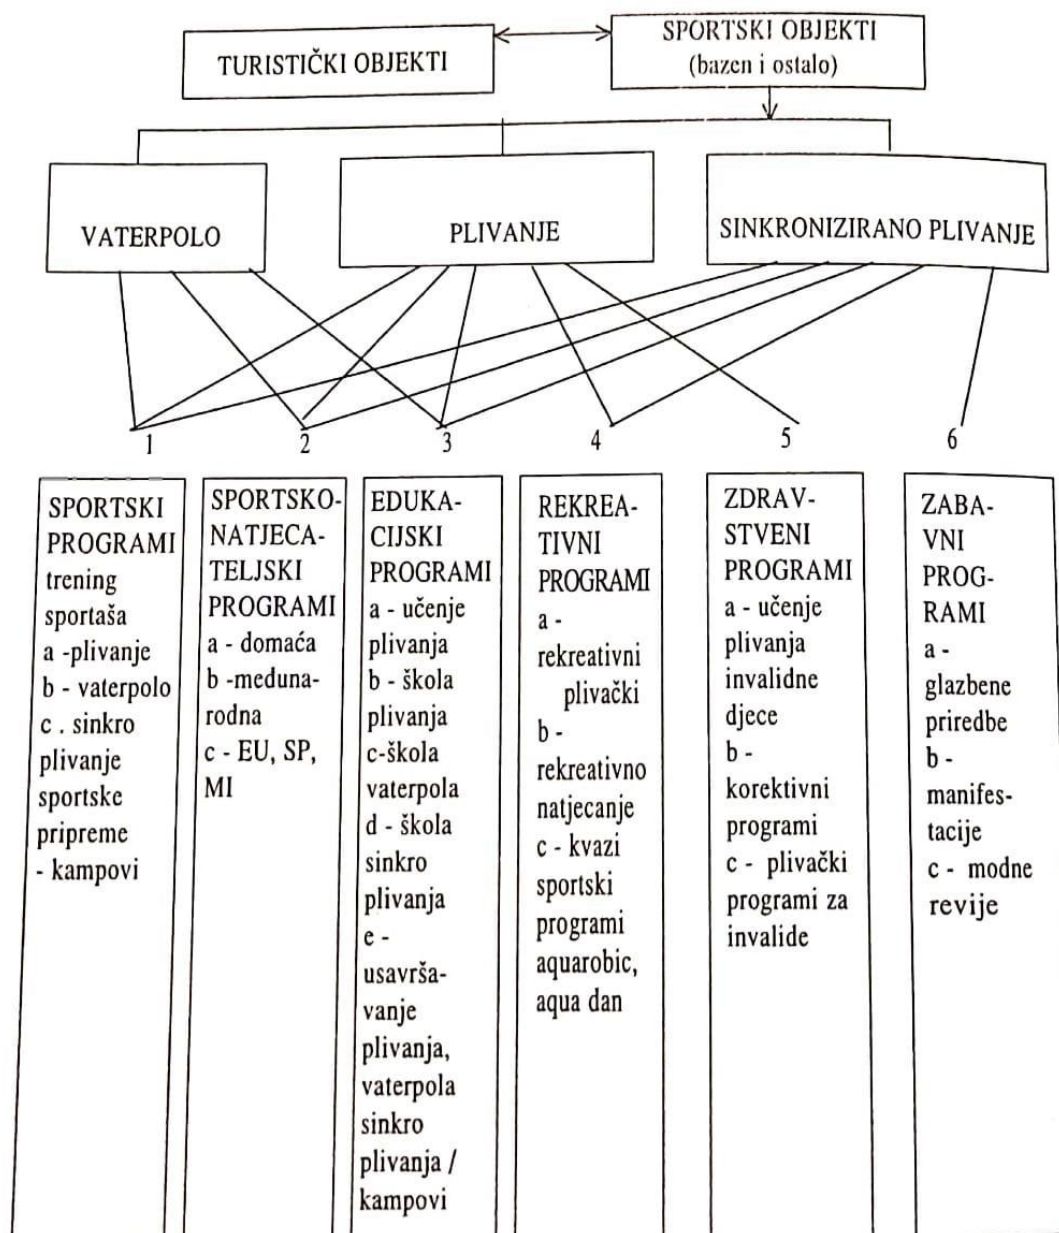 TURISTIČKI OBJEKTI
SPORTSKI OBJEKTI
(bazen i ostalo)
VATERPOLO
PLIVANJE
SINKRONIZIRANO PLIVANJE
1
2
3
4
5
6
SPORTSKI
PROGRAMI
trening
sportaša
a -plivanje
b - vaterpolo
c . sinkro
plivanje
sportske
pripreme
- kampovi
SPORTSKO-
NATJECA-
TELJSKI
PROGRAMI
a - domaća
b -međuna-
rodna
c - EU, SP,
MI
EDUKA-
CIJSKI
PROGRAMI
a - učenje
plivanja
b - škola
plivanja
c-škola
vaterpola
d - škola
sinkro
plivanja
e -
usavrša-
vanje
plivanja,
vaterpola
sinkro
plivanja /
kampovi
REKREA-
TIVNI
PROGRAMI
a -
rekreativni
plivački
b -
rekreativno
natjecanje
c - kvazi
sportski
programi
aquarobic,
aqua dan
ZDRAV-
STVENI
PROGRAMI
a - učenje
plivanja
invalidne
djece
b -
korektivni
programi
c - plivački
programi za
invalide
ZABA-
VNI
PROG-
RAMI
a -
glazbene
priredbe
b -
manifes-
tacije
c - modne
revije